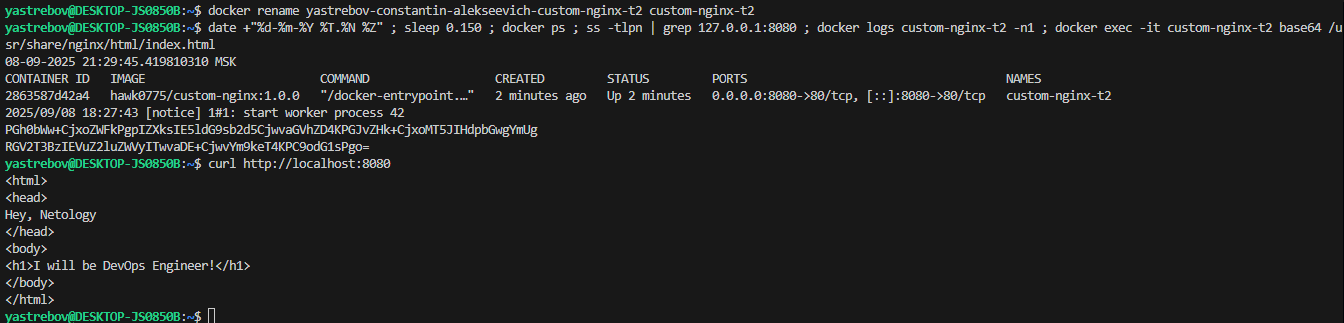 yastrebov@DESKTOP-JS0850B:~$ docker rename yastrebov-constantin-alekseevich-custom-nginx-t2 custom-nginx-t2
yastrebov@DESKTOP-JS0850B:~$ date +"%d-%m-%Y %T.%N %Z" ; sleep 0.150 ; docker ps ; ss -tlpn | grep 127.0.0.1:8080 ; docker logs custom-nginx-t2 -n1 ; docker exec -it custom-nginx-t2 base64 /u
sr/share/nginx/html/index.html
08-09-2025 21:29:45.419810310 MSK
CONTAINER ID   IMAGE                         COMMAND                  CREATED         STATUS         PORTS                                     NAMES
2863587d42a4   hawk0775/custom-nginx:1.0.0   "/docker-entrypoint.…"   2 minutes ago   Up 2 minutes   0.0.0.0:8080->80/tcp, [::]:8080->80/tcp   custom-nginx-t2
2025/09/08 18:27:43 [notice] 1#1: start worker process 42
PGh0bWw+CjxoZWFkPgpIZXksIE5ldG9sb2d5CjwvaGVhZD4KPGJvZHk+CjxoMT5JIHdpbGwgYmUg
RGV2T3BzIEVuZ2luZWVyITwvaDE+CjwvYm9keT4KPC9odG1sPgo=
yastrebov@DESKTOP-JS0850B:~$ curl http://localhost:8080
<html>
<head>
Hey, Netology
</head>
<body>
<h1>I will be DevOps Engineer!</h1>
</body>
</html>
yastrebov@DESKTOP-JS0850B:~$